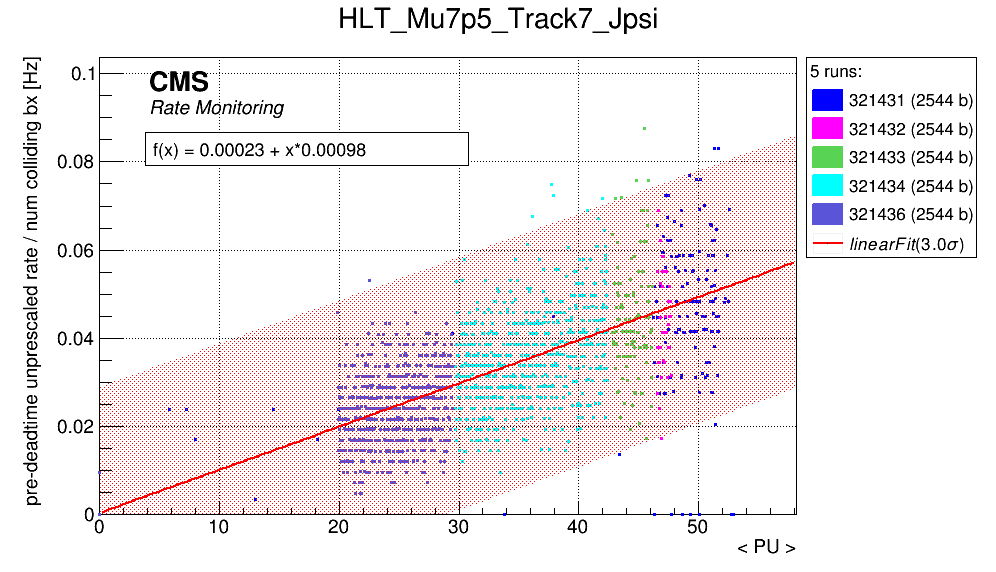 HLT_Mu7p5_Track7_Jpsi
pre-deadtime unprescaled rate / num colliding bx [Hz]
0.1
0.08
0.06
0.04
0.02
0
CMS
Rate Monitoring
f(x) = 0.00023 + x*0.00098
0 10 20 30 40 50
< PU >
5 runs:
321431 (2544 b)
321432 (2544 b)
321433 (2544 b)
321434 (2544 b)
321436 (2544 b)
linearFit(3.0σ)